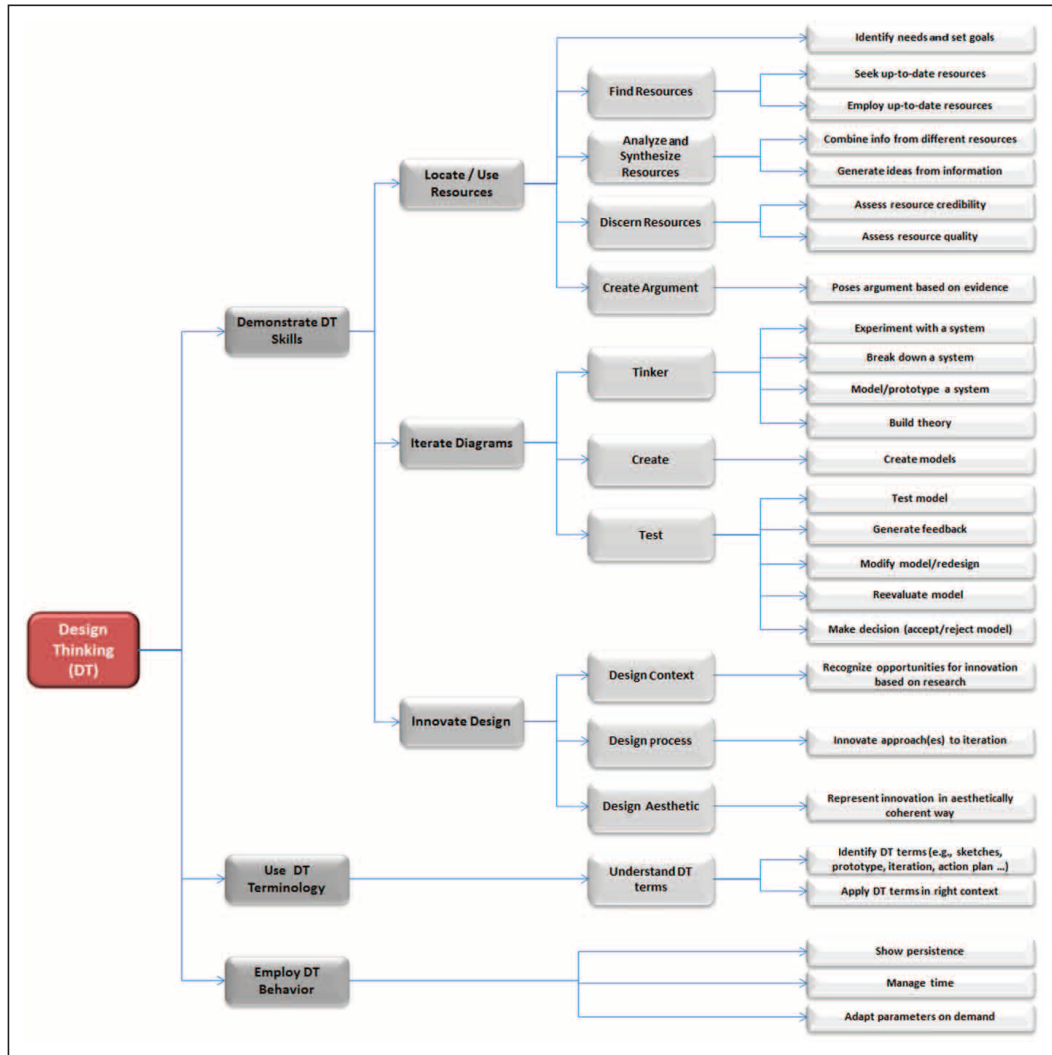 Identify needs and set goals
Find Resources
Seek up-to-date resources
Employ up-to-date resources
Locate / Use
Resources
Analyze and
Synthesize
Resources
Combine info from different resources
Generate ideas from information
Discern Resources
Assess resource credibility
Assess resource quality
Create Argument
Poses argument based on evidence
Demonstrate DT
Skills
Iterate Diagrams
Tinker
Experiment with a system
Break down a system
Model/prototype a system
Build theory
Create
Create models
Test
Test model
Generate feedback
Modify model/redesign
Reevaluate model
Make decision (accept/reject model)
Design
Thinking
(DT)
Innovate Design
Design Context
Recognize opportunities for innovation
based on research
Design process
Innovate approach(es) to iteration
Design Aesthetic
Represent innovation in aesthetically
coherent way
Use DT
Terminology
Understand DT
terms
Identify DT terms (e.g., sketches,
prototype, iteration, action plan ...)
Apply DT terms in right context
Employ DT
Behavior
Show persistence
Manage time
Adapt parameters on demand